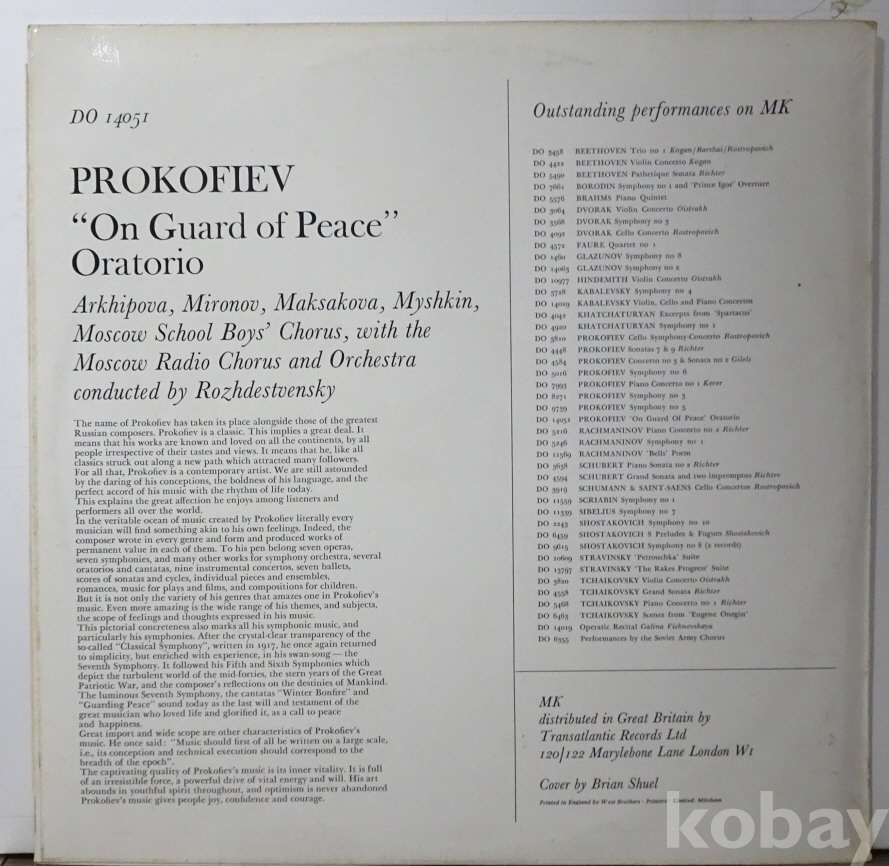 DO 14051
PROKOFIEV
“On Guard of Peace”
Oratorio
Arkhipova, Mironov, Maksakova, Myshkin,
Moscow School Boys’ Chorus, with the
Moscow Radio Chorus and Orchestra
conducted by Rozhdestvensky
The name of Prokofiev has taken its place alongside those of the greatest
Russian composers. Prokofiev is a classic. This implies a great deal. It
means that his works are known and loved on all the continents, by all
people irrespective of their tastes and views. It means that he, like all
classics struck out along a new path which attracted many followers.
For all that, Prokofiev is a contemporary artist. We are still astounded
by the daring of his conceptions, the boldness of his language, and the
perfect accord of his music with the rhythm of life today.
This explains the great affection he enjoys among listeners and
performers all over the world.
In the veritable ocean of music created by Prokofiev literally every
musician will find something akin to his own feelings. Indeed, the
composer wrote in every genre and form and produced works of
permanent value in each of them. To his pen belong seven operas,
seven symphonies, and many other works for symphony orchestra, several
oratorios and cantatas, nine instrumental concertos, seven ballets,
scores of sonatas and cycles, individual pieces and ensembles,
romances, music for plays and films, and compositions for children.
But it is not only the variety of his genres that amazes one in Prokofiev’s
music. Even more amazing is the wide range of his themes, and subjects,
the scope of feelings and thoughts expressed in his music.
This pictorial concreteness also marks all his symphonic music, and
particularly his symphonies. After the crystal-clear transparency of the
so-called “Classical Symphony”, written in 1917, he once again returned
to simplicity, but enriched with experience, in his swan-song — the
Seventh Symphony. It followed his Fifth and Sixth Symphonies which
depict the turbulent world of the mid-forties, the stern years of the Great
Patriotic War, and the composer’s reflections on the destinies of Mankind.
The luminous Seventh Symphony, the cantatas “Winter Bonfire” and
“Guarding Peace” sound today as the last will and testament of the
great musician who loved life and glorified it, as a call to peace
and happiness.
Great import and wide scope are other characteristics of Prokofiev’s
music. He once said: “Music should first of all be written on a large scale,
i.e., its conception and technical execution should correspond to the
breadth of the epoch”.
The captivating quality of Prokofiev’s music is its inner vitality. It is full
of an irresistible force, a powerful drive of vital energy and will. His art
abounds in youthful spirit throughout, and optimism is never abandoned
Prokofiev’s music gives people joy, confidence and courage.
Outstanding performances on MK
DO 3458 BEETHOVEN Trio no 1 Kogan/Barshai/Rostropovich
DO 4422 BEETHOVEN Violin Concerto Kogan
DO 5490 BEETHOVEN Pathetique Sonata Richter
DO 7661 BORODIN Symphony no 1 and ‘Prince Igor’ Overture
DO 5576 BRAHMS Piano Quintet
DO 3064 DVORAK Violin Concerto Oistrakh
DO 3568 DVORAK Symphony no 3
DO 4092 DVORAK Cello Concerto Rostropovich
DO 4572 FAURE Quartet no 1
DO 1460 GLAZUNOV Symphony no 8
DO 14063 GLAZUNOV Symphony no 2
DO 10977 HINDEMITH Violin Concerto Oistrakh
DO 3728 KABALEVSKY Symphony no 4
DO 14029 KABALEVSKY Violin, Cello and Piano Concertos
DO 4042 KHATCHATURYAN Excerpts from ‘Spartacus’
DO 4920 KHATCHATURYAN Symphony no 1
DO 3810 PROKOFIEV Cello Symphony-Concerto Rostropovich
DO 4448 PROKOFIEV Sonatas 7 & 9 Richter
DO 4584 PROKOFIEV Concerto no 3 & Sonata no 2 Gilels
DO 5016 PROKOFIEV Symphony no 6
DO 7993 PROKOFIEV Piano Concerto no 1 Kerer
DO 8271 PROKOFIEV Symphony no 3
DO 9739 PROKOFIEV Symphony no 5
DO 14051 PROKOFIEV ‘On Guard Of Peace’ Oratorio
DO 5216 RACHMANINOV Piano Concerto no 2 Richter
DO 5246 RACHMANINOV Symphony no 1
DO 11569 RACHMANINOV ‘Bells’ Poem
DO 3638 SCHUBERT Piano Sonata no 2 Richter
DO 4594 SCHUBERT Grand Sonata and two impromptus Richter
DO 3919 SCHUMANN & SAINT-SAENS Cello Concertos Rostropovich
DO 11559 SCRIABIN Symphony no 1
DO 11339 SIBELIUS Symphony no 7
DO 2243 SHOSTAKOVICH Symphony no 10
DO 6459 SHOSTAKOVICH 8 Preludes & Fugues Shostakovich
DO 9615 SHOSTAKOVICH Symphony no 8 (2 records)
DO 10609 STRAVINSKY ‘Petrouchka’ Suite
DO 13797 STRAVINSKY ‘The Rakes Progress’ Suite
DO 3820 TCHAIKOVSKY Violin Concerto Oistrakh
DO 4558 TCHAIKOVSKY Grand Sonata Richter
DO 5468 TCHAIKOVSKY Piano Concerto no 1 Richter
DO 6463 TCHAIKOVSKY Scenes from ‘Eugene Onegin’
DO 14019 Operatic Recital Galina Vishnevskaya
DO 6355 Performances by the Soviet Army Chorus
MK
distributed in Great Britain by
Transatlantic Records Ltd
120/122 Marylebone Lane London W1
Cover by Brian Shuel
Printed in England by West Brothers · Printers · Limited. Mitcham
kobay